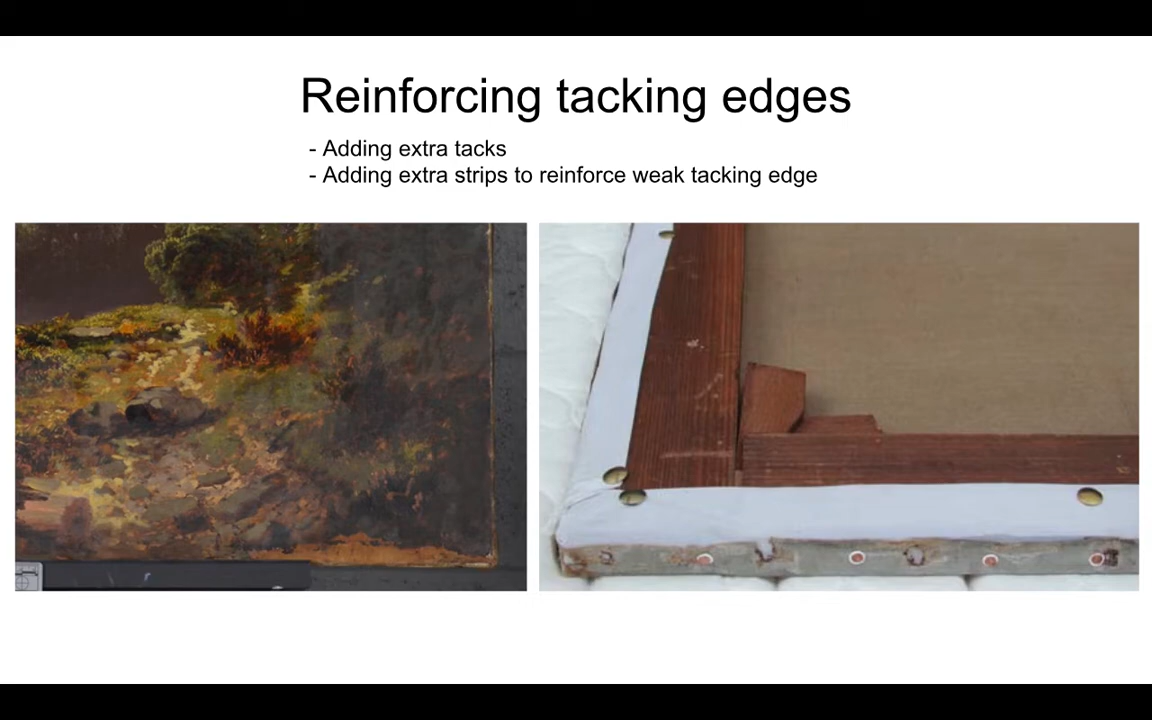 Reinforcing tacking edges
- Adding extra tacks
- Adding extra strips to reinforce weak tacking edge